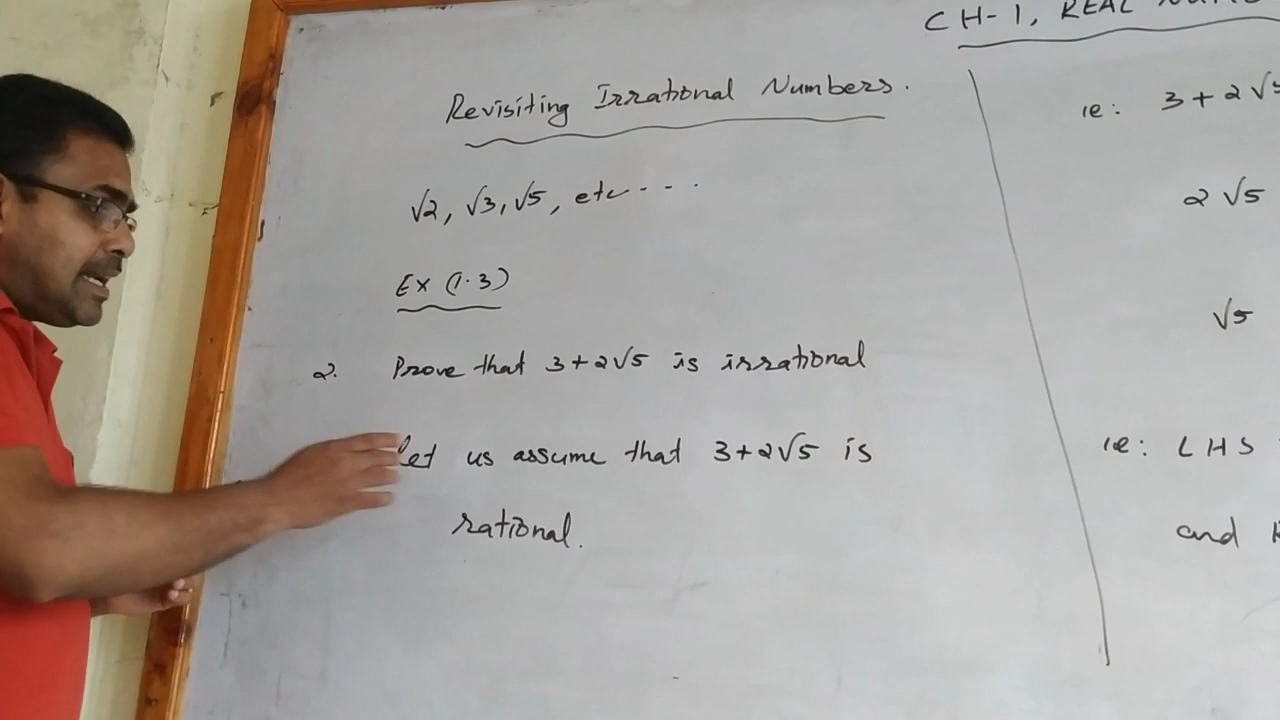 CH-1, REAL
Revisiting Irrational Numbers.
√2, √3, √5, etc - - - .
Ex (1.3)
2. Prove that 3+2√5 is irrational
Let us assume that 3+2√5 is
rational.
ie: 3+2√5
2√5
√5
ie: LHS
and